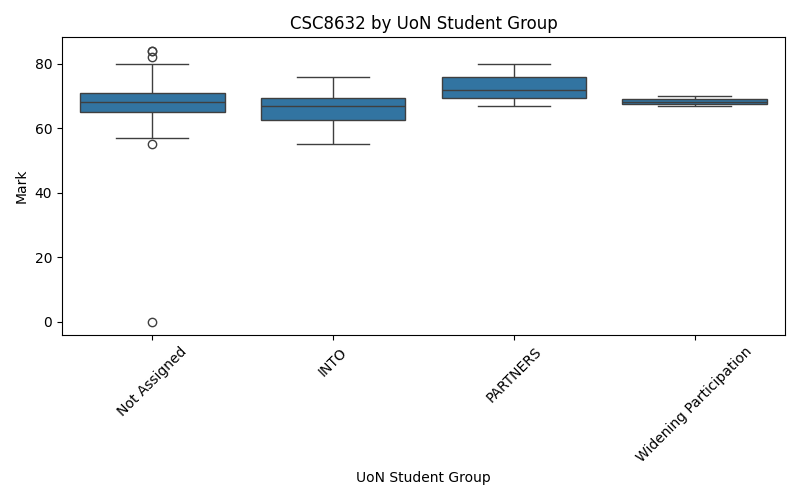 CSC8632 by UoN Student Group
Mark
80
60
40
20
0
Not Assigned
INTO
PARTNERS
Widening Participation
UoN Student Group